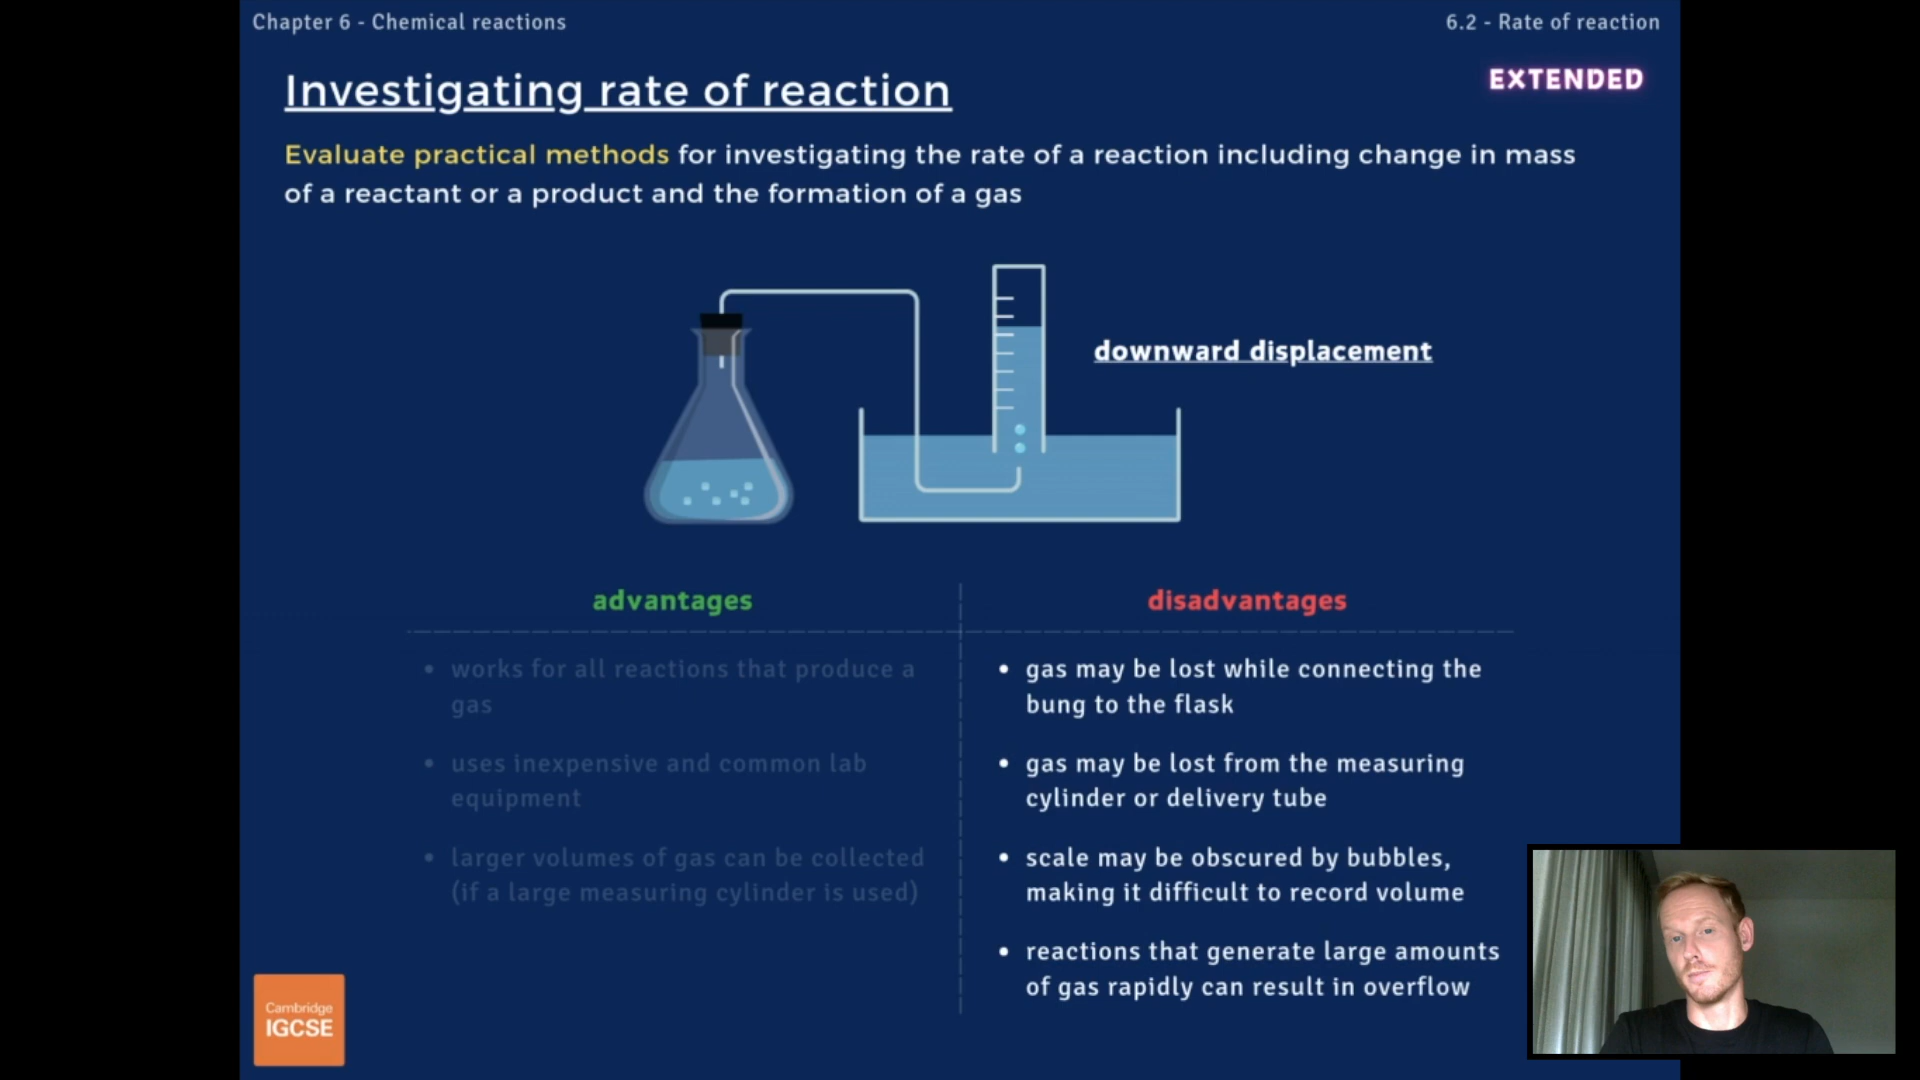 Chapter 6 - Chemical reactions
6.2 - Rate of reaction
EXTENDED
Investigating rate of reaction
Evaluate practical methods for investigating the rate of a reaction including change in mass
of a reactant or a product and the formation of a gas
downward displacement
advantages
• works for all reactions that produce a
gas
• uses inexpensive and common lab
equipment
• larger volumes of gas can be collected
(if a large measuring cylinder is used)
disadvantages
• gas may be lost while connecting the
bung to the flask
• gas may be lost from the measuring
cylinder or delivery tube
• scale may be obscured by bubbles,
making it difficult to record volume
• reactions that generate large amounts
of gas rapidly can result in overflow
Cambridge
IGCSE